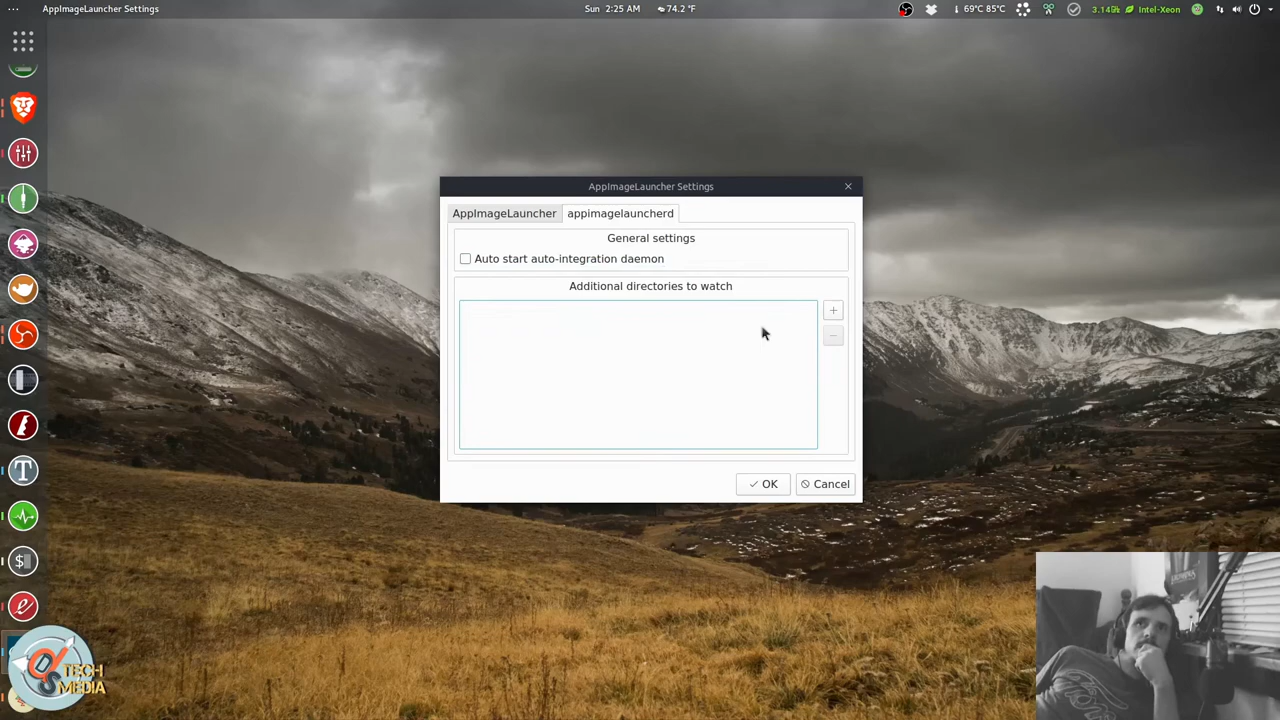 AppImageLauncher Settings
Sun 2:25 AM
74.2 °F
69°C 85°C
Intel-Xeon
AppImageLauncher Settings
AppImageLauncher
appimagelauncherd
General settings
Auto start auto-integration daemon
Additional directories to watch
OK
Cancel
TECH
MEDIA